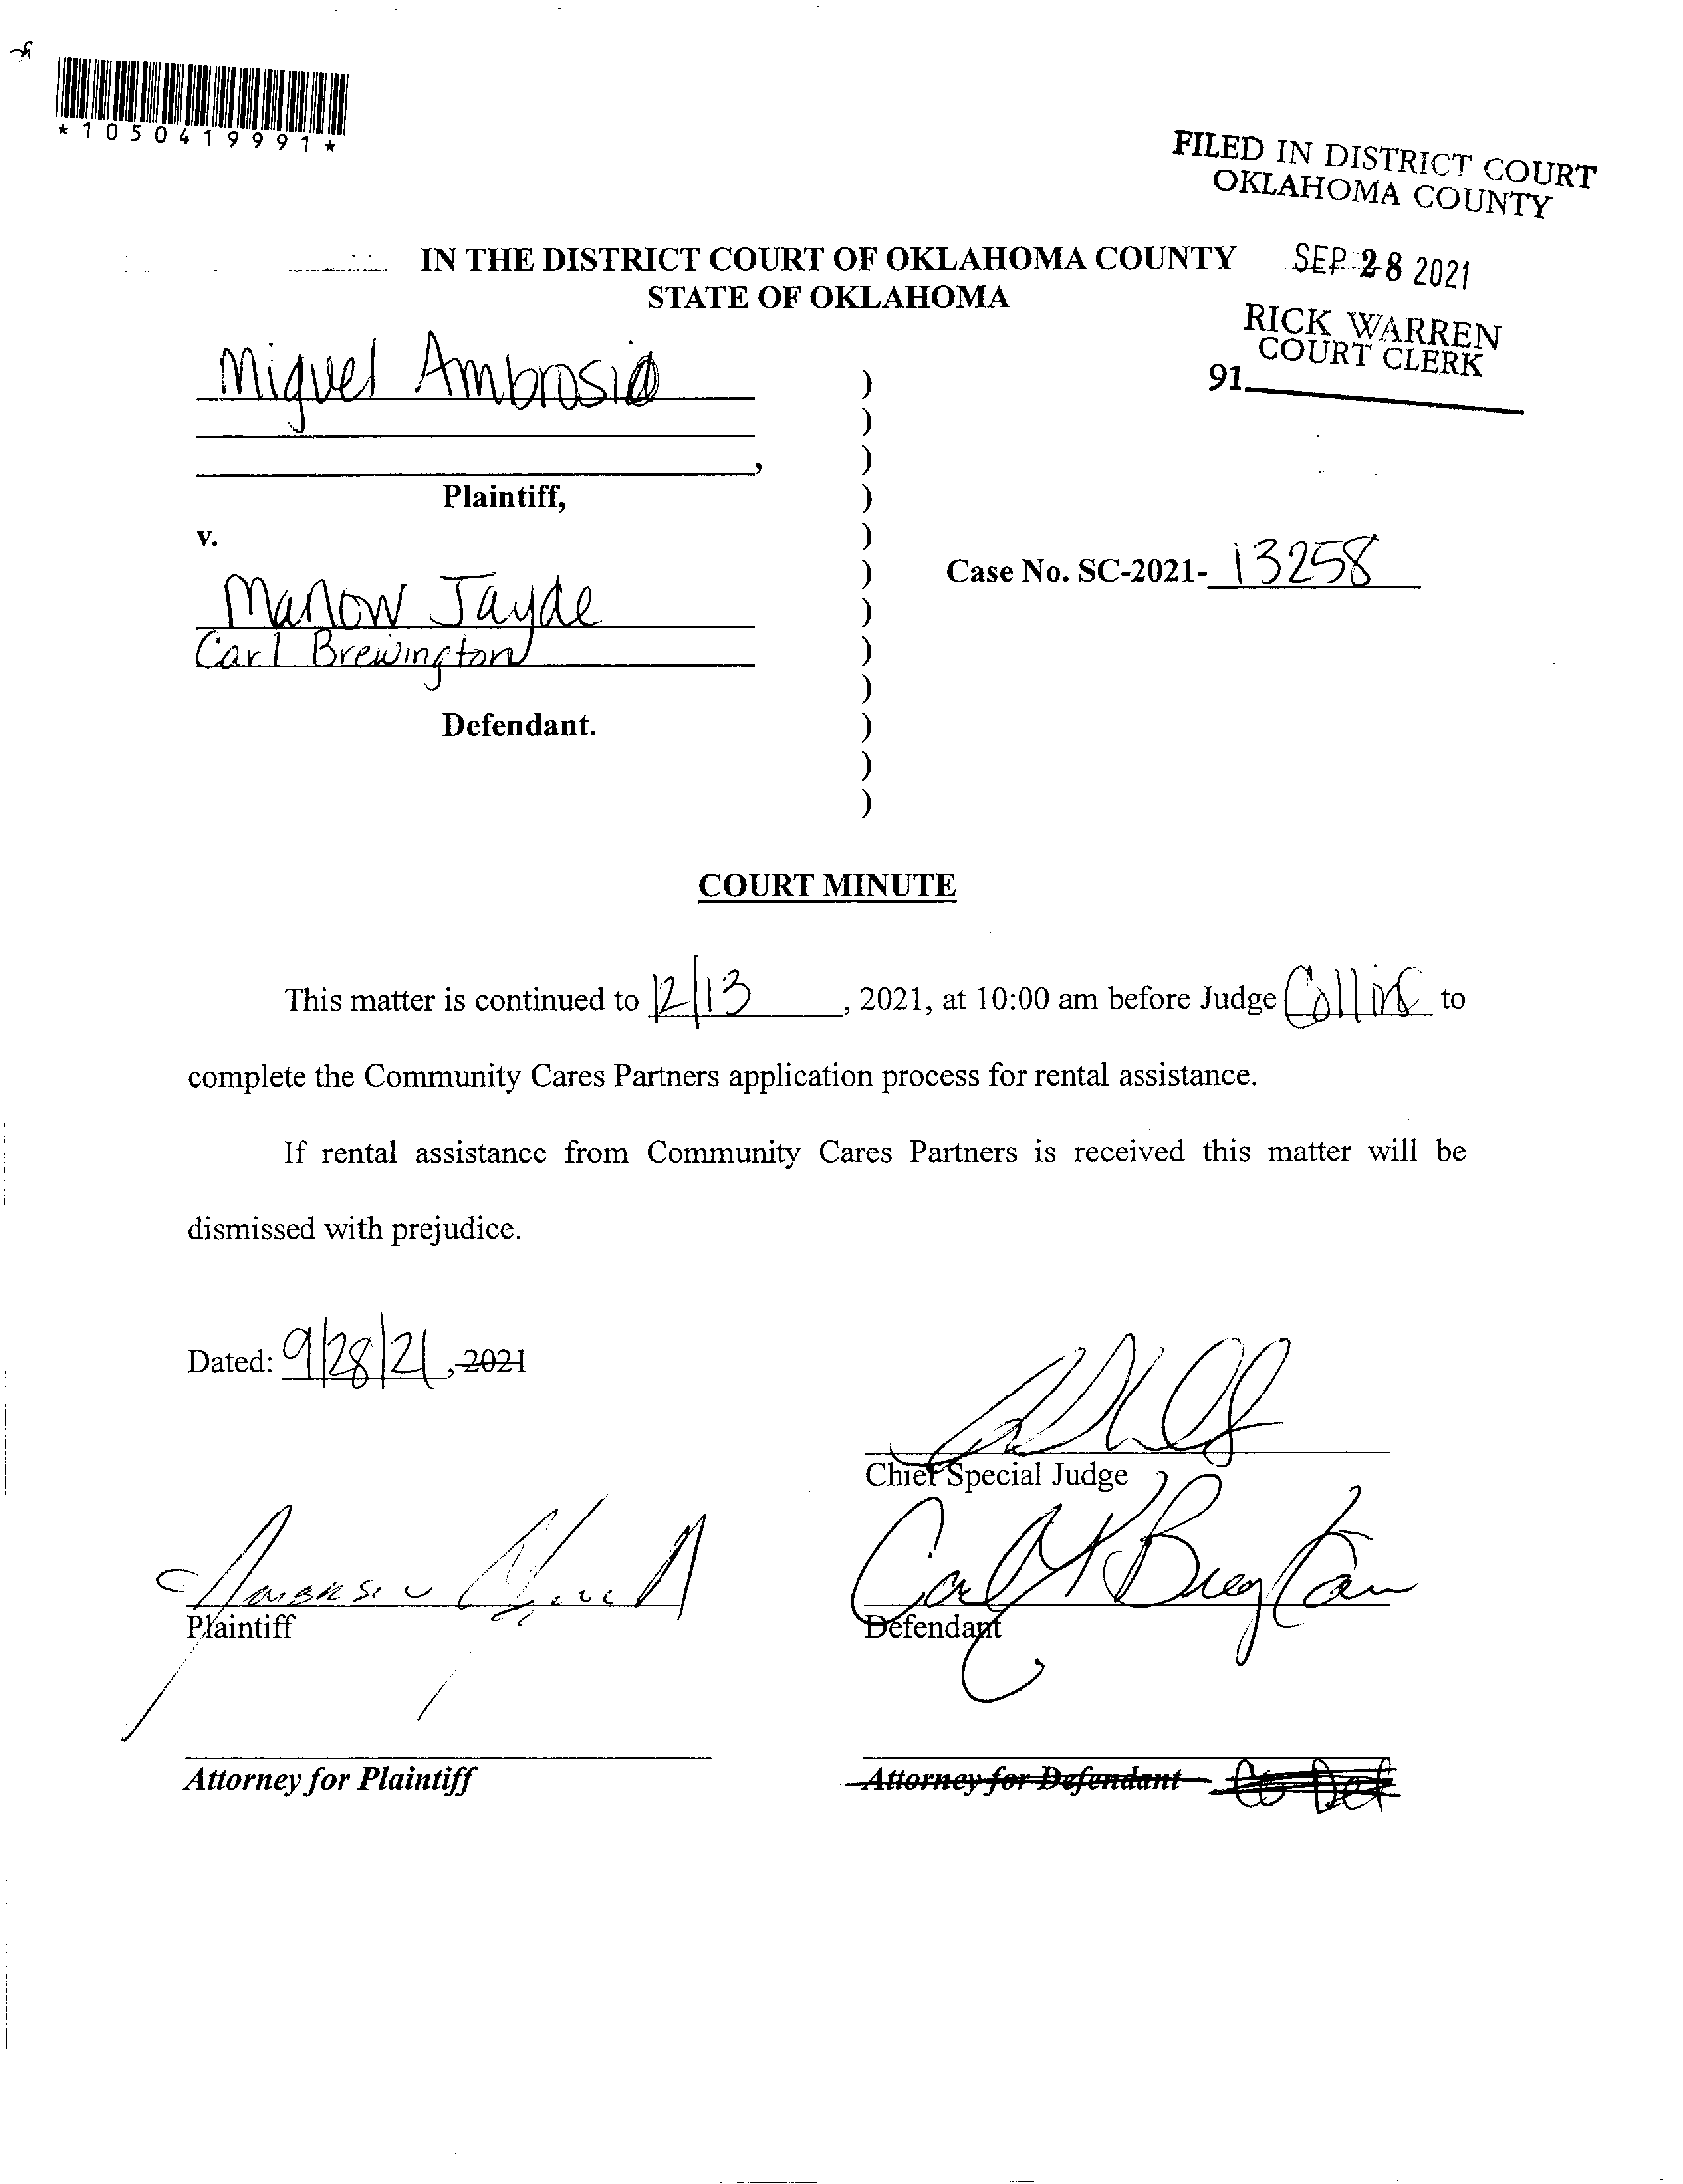 *1050419991*
FILED IN DISTRICT COURT
OKLAHOMA COUNTY
IN THE DISTRICT COURT OF OKLAHOMA COUNTY
SEP 28 2021
STATE OF OKLAHOMA
RICK WARREN
COURT CLERK
91
Miguel Ambrosio )
)
, )
Plaintiff, )
v. )
Case No. SC-2021- 13258
Jayde )
Carl Brewington )
)
Defendant. )
)
)
COURT MINUTE
This matter is continued to 12/13, 2021, at 10:00 am before Judge Collins to
complete the Community Cares Partners application process for rental assistance.
If rental assistance from Community Cares Partners is received this matter will be
dismissed with prejudice.
Dated: 9/28/21, 2021
Chief Special Judge
Plaintiff
Defendant
Attorney for Plaintiff
Attorney for Defendant